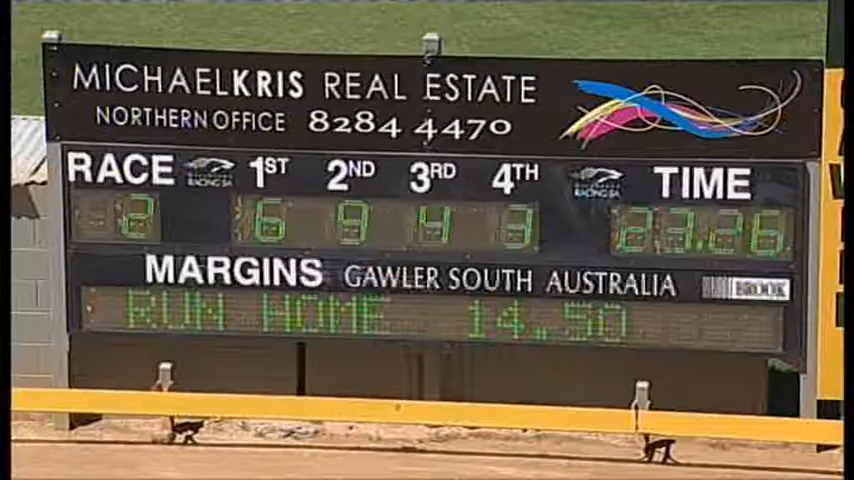 MICHAELKRIS REAL ESTATE
NORTHERN OFFICE 8284 4470
RACE 1ST 2ND 3RD 4TH TIME
2 6 9 4 3 23.26
MARGINS GAWLER SOUTH AUSTRALIA BROOK
RUN HOME 14.50